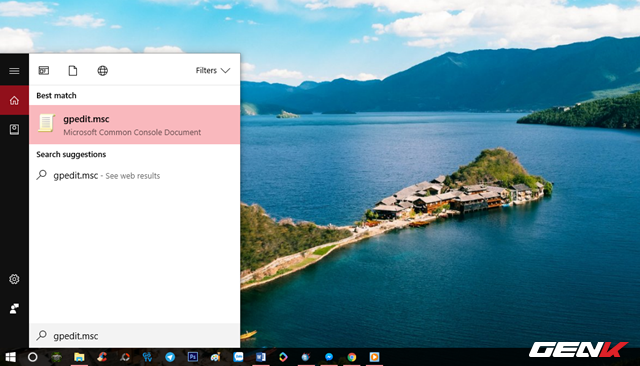 Filters
Best match
gpedit.msc
Microsoft Common Console Document
Search suggestions
gpedit.msc - See web results
gpedit.msc
GENK